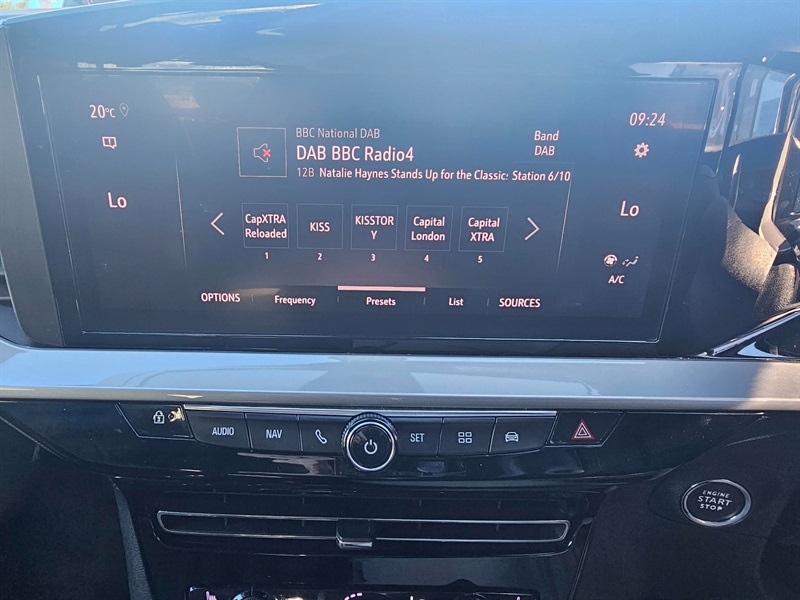 20°C
09:24
BBC National DAB
DAB BBC Radio4
12B Natalie Haynes Stands Up for the Classic: Station 6/10
Band
DAB
Lo
Lo
CapXTRA
Reloaded
KISS
KISSTOR
Y
Capital
London
Capital
XTRA
1 2 3 4 5
A/C
OPTIONS Frequency Presets List SOURCES
AUDIO NAV SET
ENGINE
START
STOP